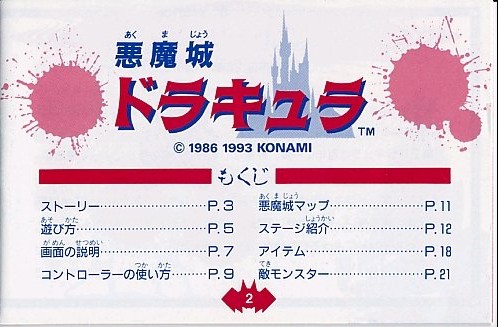 あくまじょう
悪魔城
ドラキュラ™
© 1986 1993 KONAMI
もくじ
ストーリー P.3
あそ かた
遊び方 P.5
がめん せつめい
画面の説明 P.7
つか かた
コントローラーの使い方 P.9
あくまじょう
悪魔城マップ P.11
しょうかい
ステージ紹介 P.12
アイテム P.18
てき
敵モンスター P.21
2